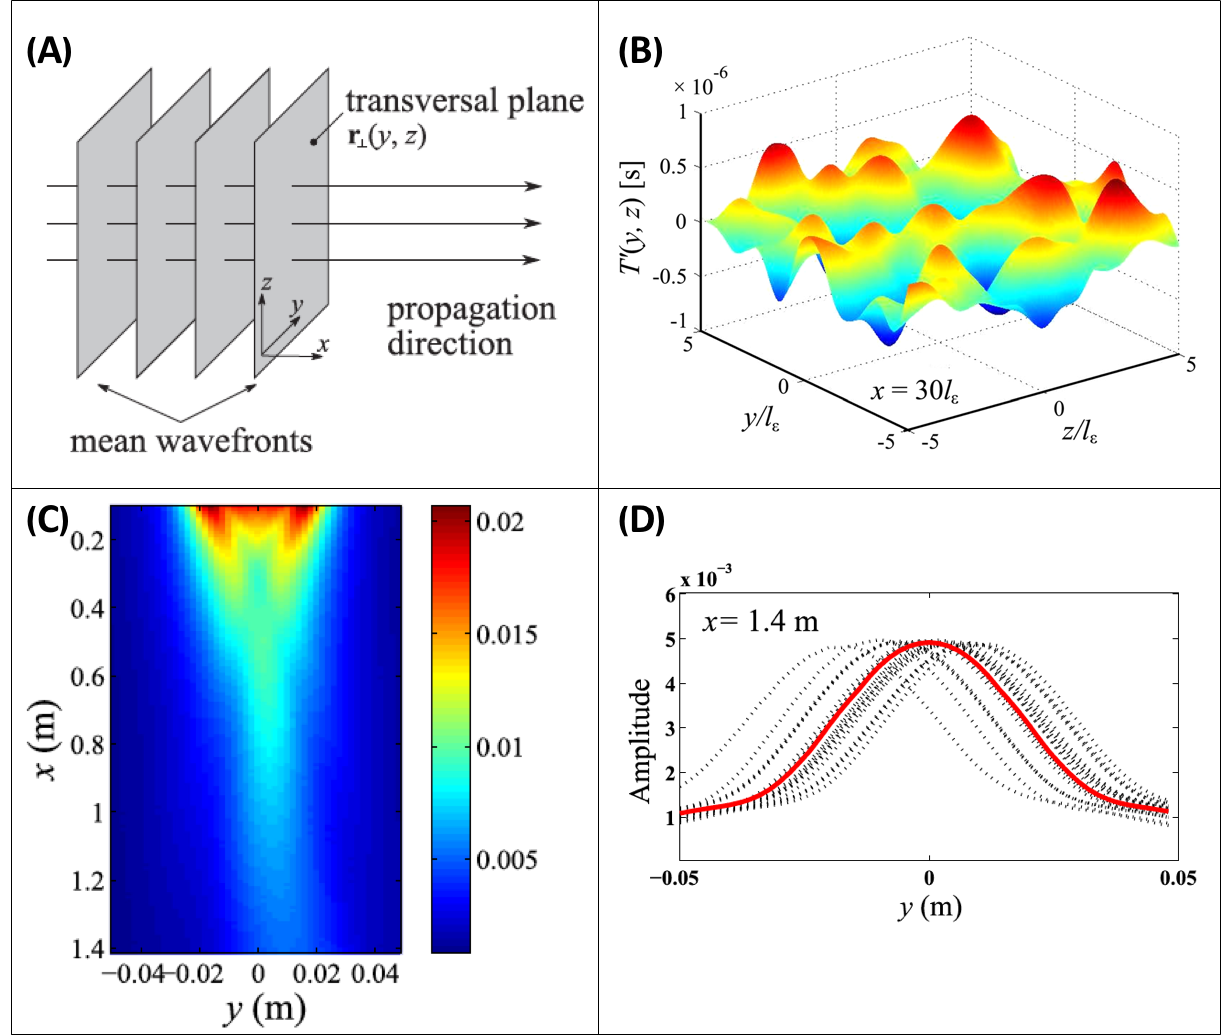 (A)
transversal plane
r⊥(y, z)
z
y
x
propagation
direction
mean wavefronts
(B)
× 10⁻⁶
1
0.5
0
-0.5
-1
T'(y, z) [s]
5
0
-5
y/lε
x = 30lε
-5
0
5
z/lε
(C)
0.2
0.4
0.6
0.8
1
1.2
1.4
x (m)
−0.04 −0.02 0 0.02 0.04
y (m)
0.02
0.015
0.01
0.005
(D)
x 10⁻³
6
5
4
3
2
1
x= 1.4 m
Amplitude
−0.05 0 0.05
y (m)